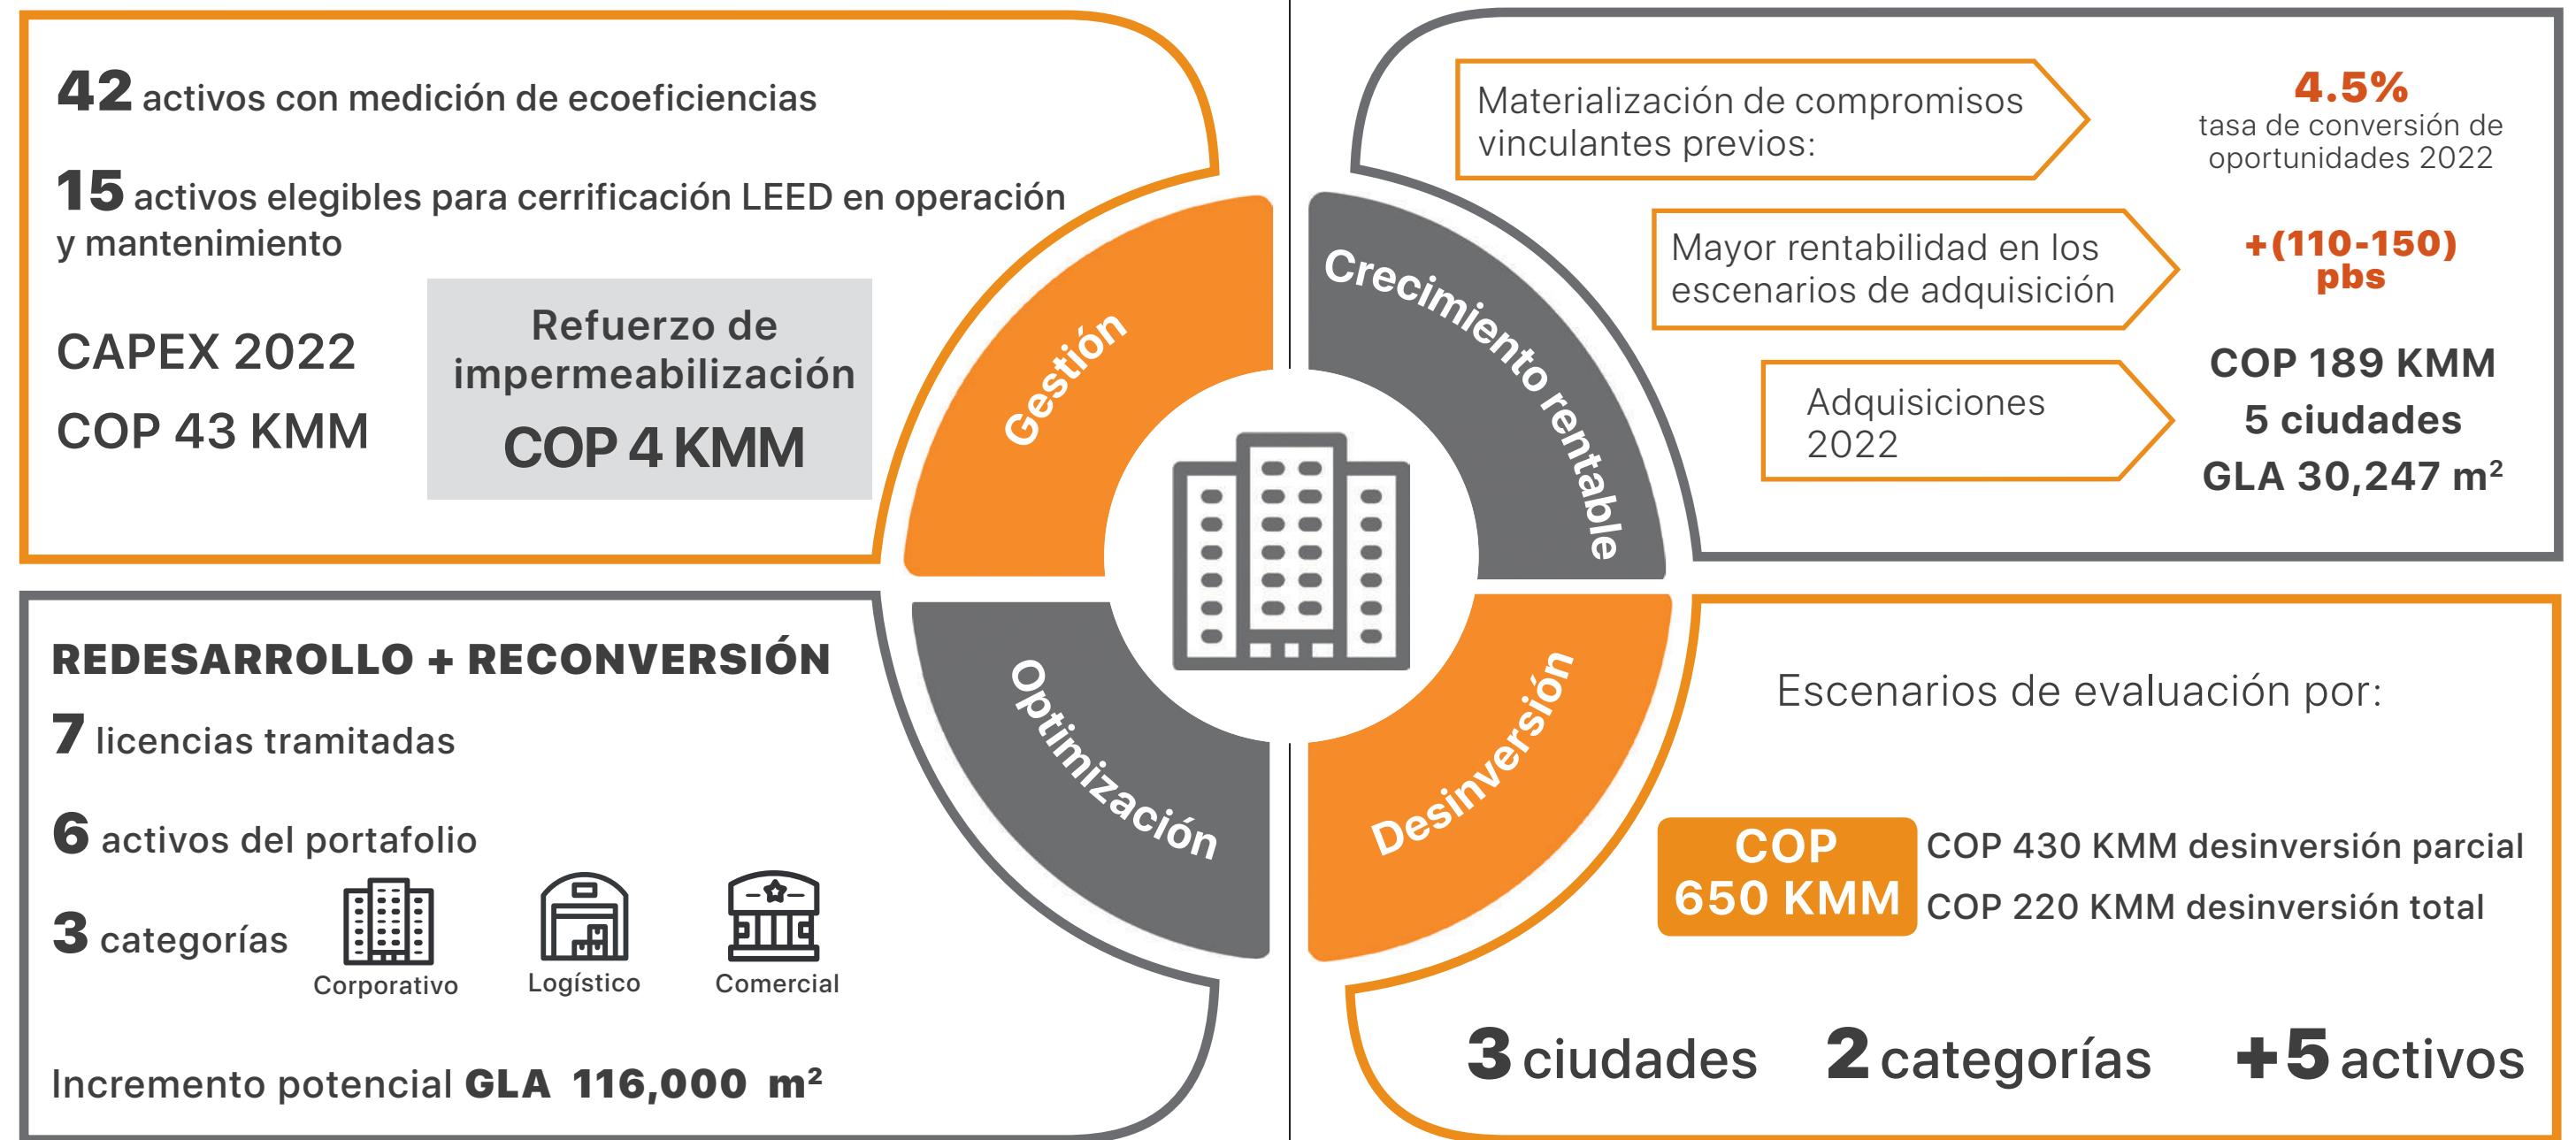 42 activos con medición de ecoeficiencias
15 activos elegibles para cerrificación LEED en operación
y mantenimiento
CAPEX 2022
COP 43 KMM
Refuerzo de
impermeabilización
COP 4 KMM
Gestión
Crecimiento rentable
Materialización de compromisos
vinculantes previos:
4.5%
tasa de conversión de
oportunidades 2022
Mayor rentabilidad en los
escenarios de adquisición
+(110-150)
pbs
Adquisiciones
2022
COP 189 KMM
5 ciudades
GLA 30,247 m²
REDESARROLLO + RECONVERSIÓN
7 licencias tramitadas
6 activos del portafolio
3 categorías
Corporativo
Logístico
Comercial
Incremento potencial GLA 116,000 m²
Optimización
Desinversión
Escenarios de evaluación por:
COP
650 KMM
COP 430 KMM desinversión parcial
COP 220 KMM desinversión total
3 ciudades
2 categorías
+5 activos